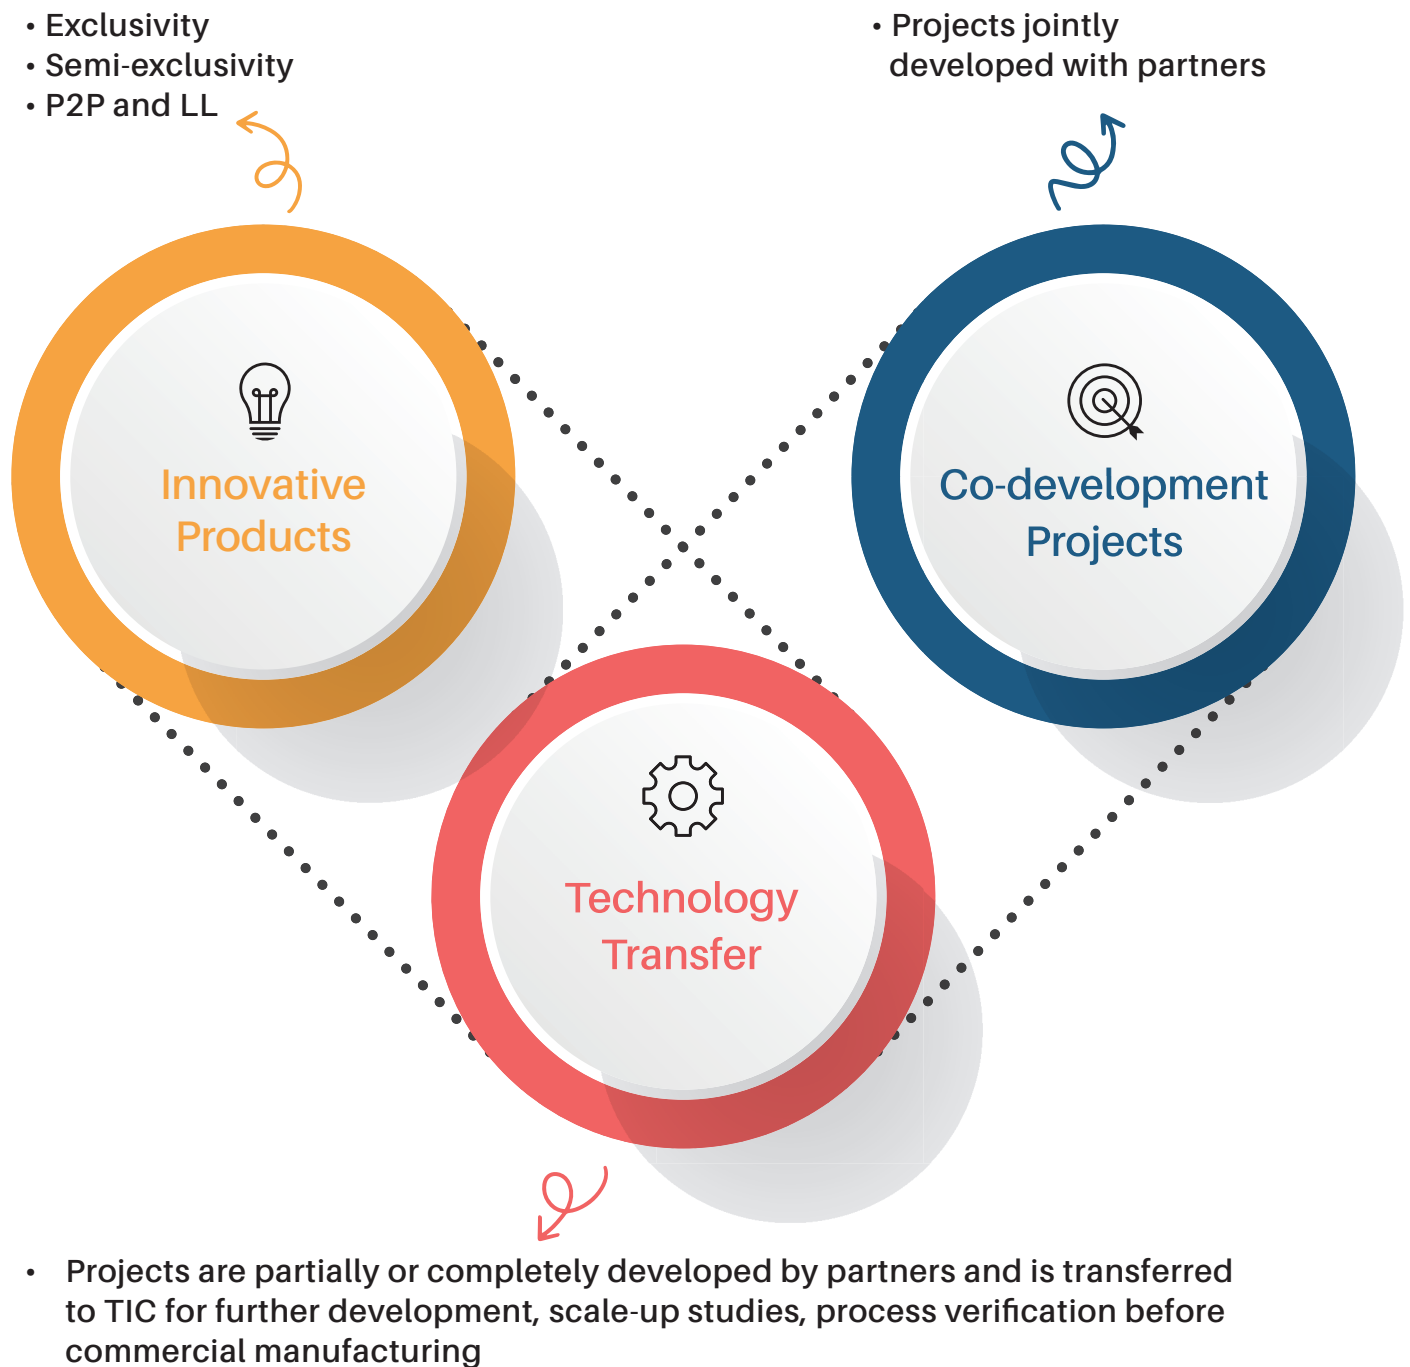 • Exclusivity
• Semi-exclusivity
• P2P and LL
• Projects jointly
developed with partners
Innovative
Products
Co-development
Projects
Technology
Transfer
• Projects are partially or completely developed by partners and is transferred
to TIC for further development, scale-up studies, process verification before
commercial manufacturing